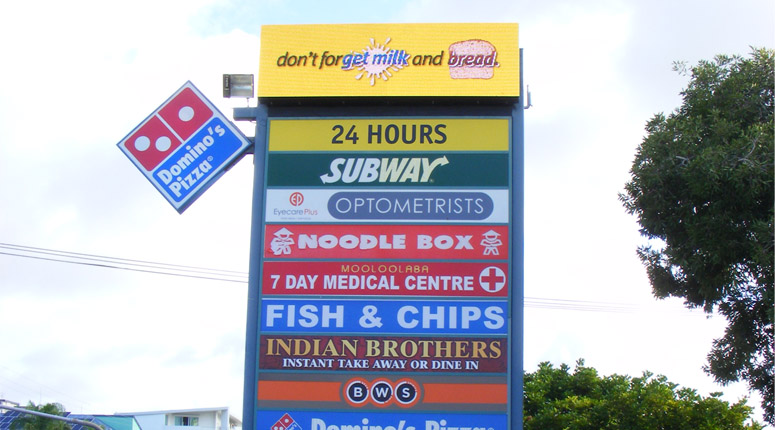 don't forget milk and bread.
Domino's
Pizza®
24 HOURS
SUBWAY
EyecarePlus OPTOMETRISTS
NOODLE BOX
MOOLOOLABA
7 DAY MEDICAL CENTRE
FISH & CHIPS
INDIAN BROTHERS
INSTANT TAKE AWAY OR DINE IN
BWS
Domino's Pizza